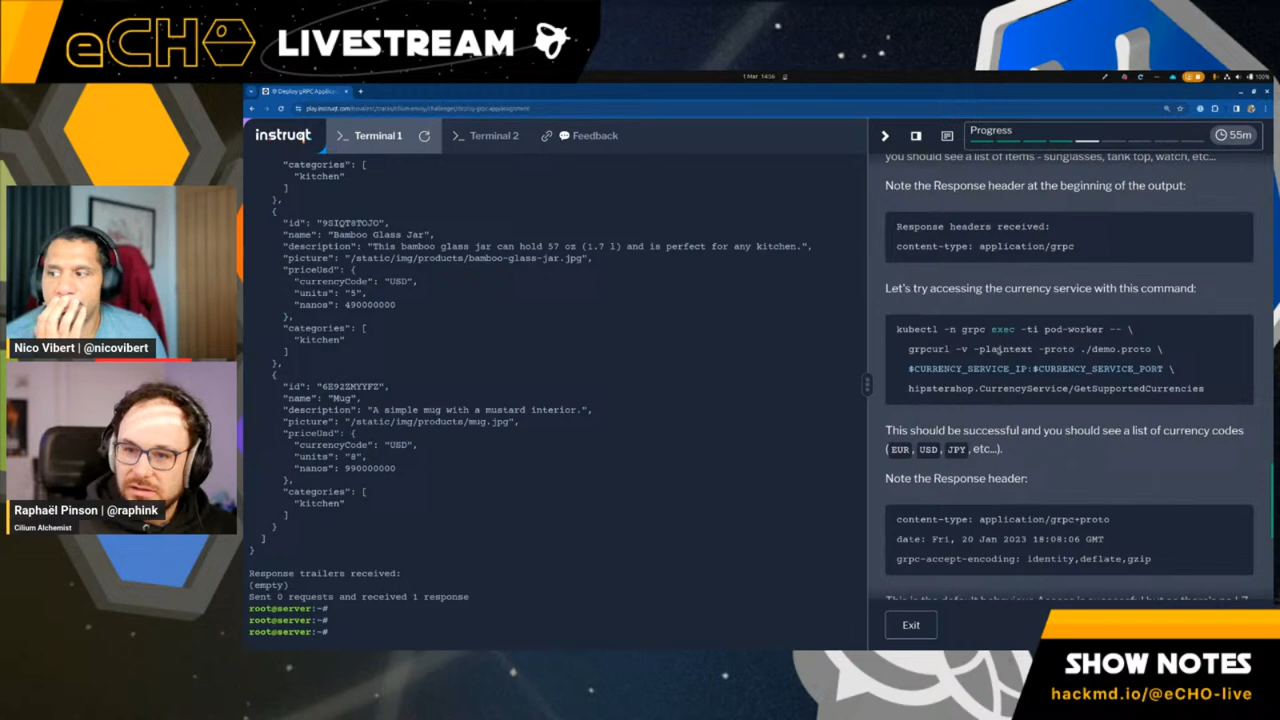 eCHO LIVESTREAM
1 Mar 14:56
100%
play.instruqt.com
instruqt
Terminal 1
Terminal 2
Feedback
Progress
55m
"categories": [
"kitchen"
]
},
{
"id": "9SIQT8TOJO",
"name": "Bamboo Glass Jar",
"description": "This bamboo glass jar can hold 57 oz (1.7 l) and is perfect for any kitchen.",
"picture": "/static/img/products/bamboo-glass-jar.jpg",
"priceUsd": {
"currencyCode": "USD",
"units": "5",
"nanos": 490000000
},
"categories": [
"kitchen"
]
},
{
"id": "6E92ZMYYFZ",
"name": "Mug",
"description": "A simple mug with a mustard interior.",
"picture": "/static/img/products/mug.jpg",
"priceUsd": {
"currencyCode": "USD",
"units": "8",
"nanos": 990000000
},
"categories": [
"kitchen"
]
}
]
}
Response trailers received:
(empty)
Sent 0 requests and received 1 response
root@server:~#
root@server:~#
root@server:~#
you should see a list of items - sunglasses, tank top, watch, etc...
Note the Response header at the beginning of the output:
Response headers received:
content-type: application/grpc
Let's try accessing the currency service with this command:
kubectl -n grpc exec -ti pod-worker -- \
grpcurl -v -plaintext -proto ./demo.proto \
$CURRENCY_SERVICE_IP:$CURRENCY_SERVICE_PORT \
hipstershop.CurrencyService/GetSupportedCurrencies
This should be successful and you should see a list of currency codes
( EUR, USD, JPY, etc...).
Note the Response header:
content-type: application/grpc+proto
date: Fri, 20 Jan 2023 18:08:06 GMT
grpc-accept-encoding: identity,deflate,gzip
Exit
Nico Vibert | @nicovibert
Raphaël Pinson | @raphink
Cilium Alchemist
SHOW NOTES
hackmd.io/@eCHO-live